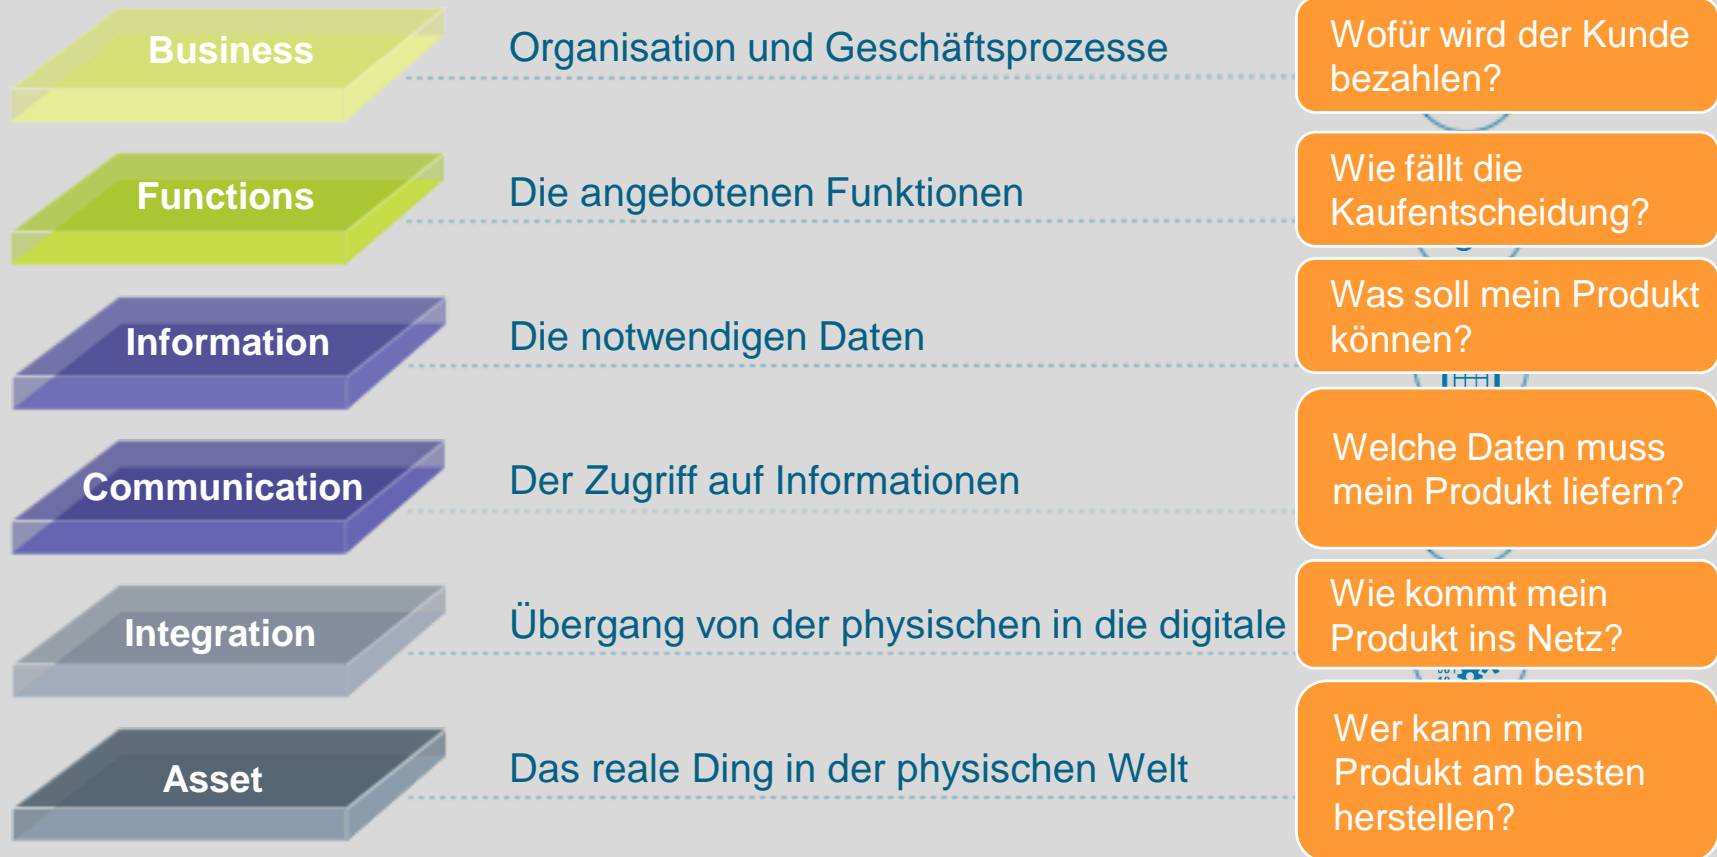 Business
Organisation und Geschäftsprozesse
Wofür wird der Kunde
bezahlen?
Functions
Die angebotenen Funktionen
Wie fällt die
Kaufentscheidung?
Information
Die notwendigen Daten
Was soll mein Produkt
können?
Communication
Der Zugriff auf Informationen
Welche Daten muss
mein Produkt liefern?
Integration
Übergang von der physischen in die digitale
Wie kommt mein
Produkt ins Netz?
Asset
Das reale Ding in der physischen Welt
Wer kann mein
Produkt am besten
herstellen?